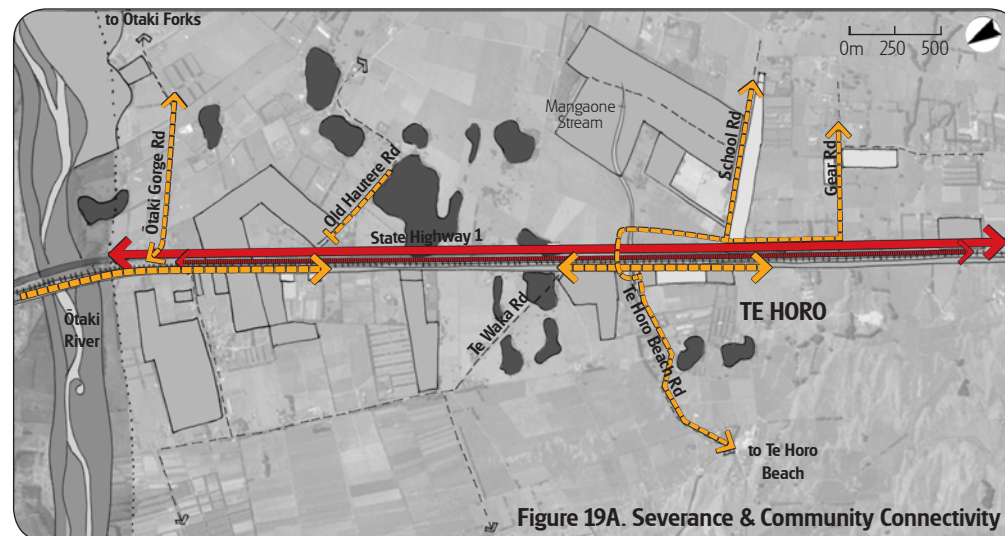 to Otaki Forks
0m 250 500
Mangaone
Stream
Ōtaki Gorge Rd
Old Hautere Rd
School Rd
Gear Rd
State Highway 1
Ōtaki
River
Te Waka Rd
Te Horo Beach Rd
TE HORO
to Te Horo
Beach
Figure 19A. Severance & Community Connectivity